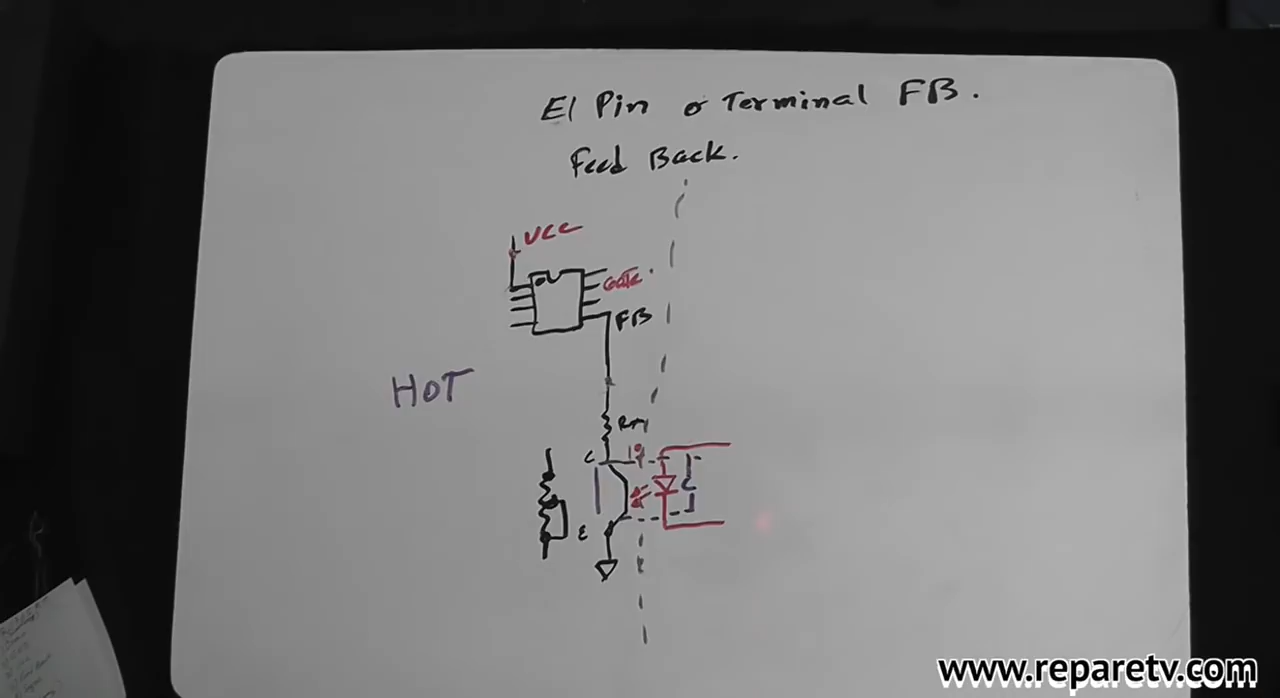 El Pin o Terminal FB.
Feed Back.
VCC
Gate
FB
HOT
C
E
www.reparetv.com